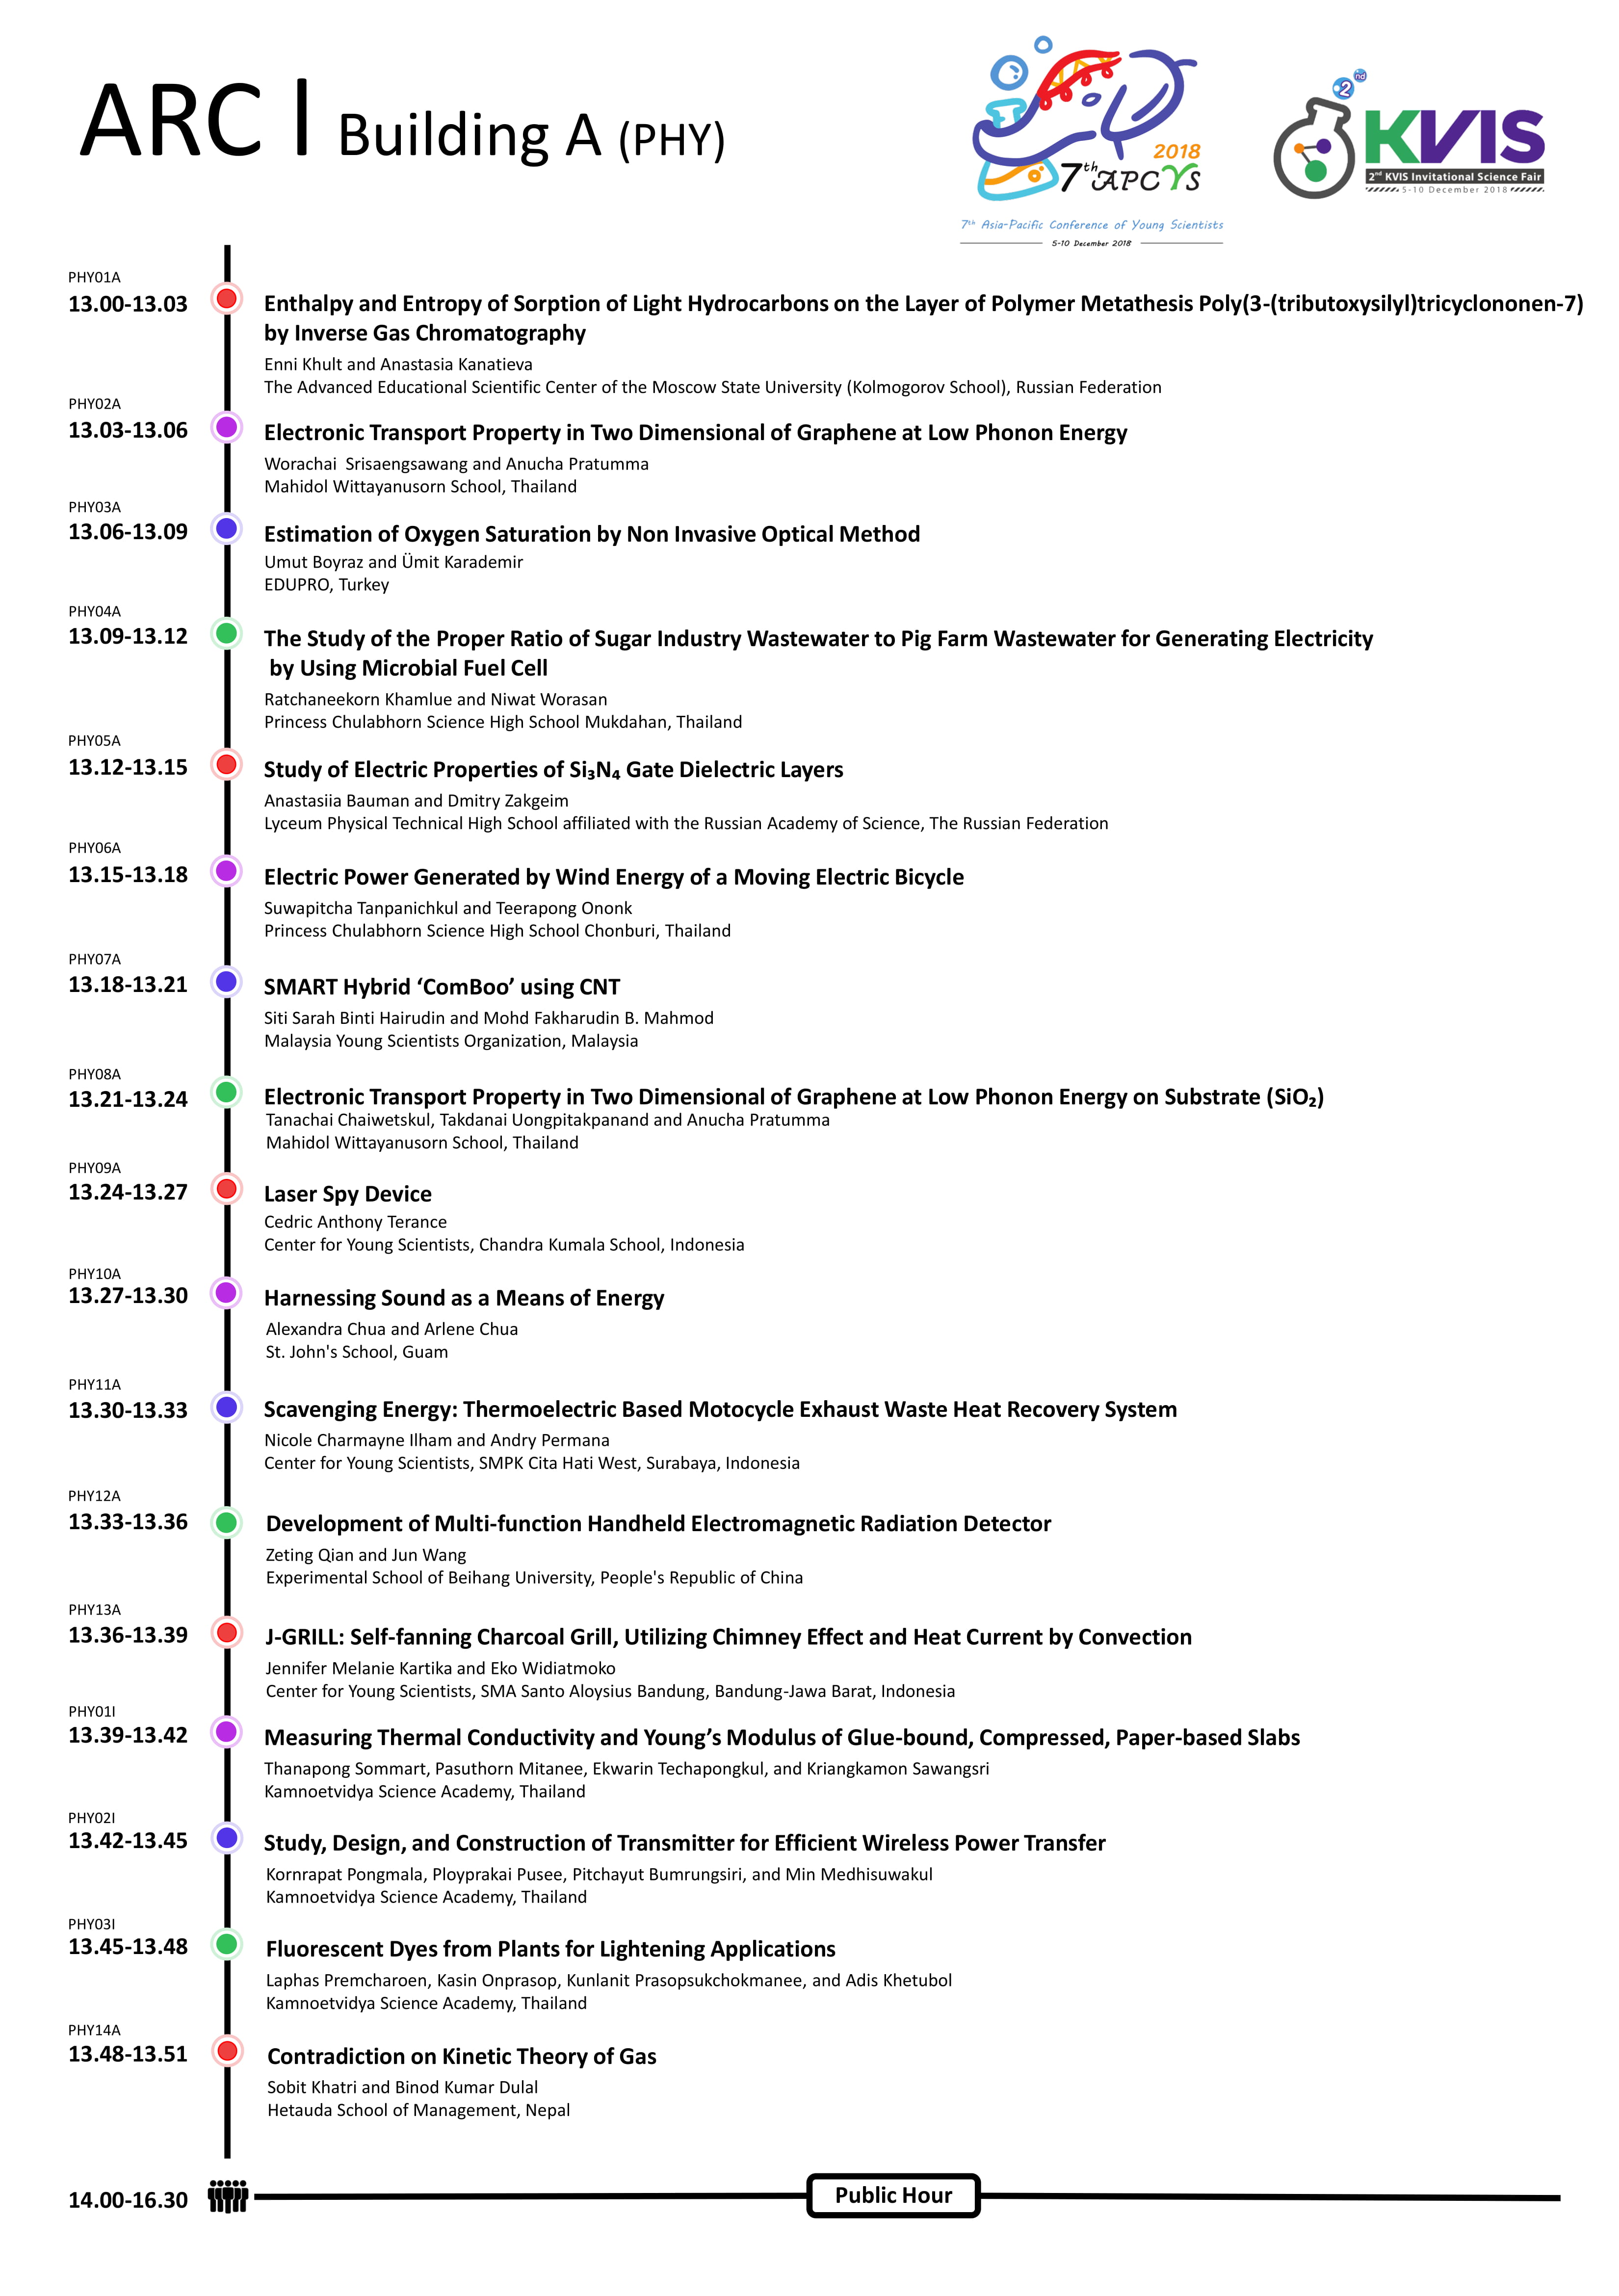 ARC | Building A (PHY)
2018
7th APCYS
7th Asia-Pacific Conference of Young Scientists
5-10 December 2018
2nd
KVIS
2nd KVIS Invitational Science Fair
5-10 December 2018
PHY01A
13.00-13.03
Enthalpy and Entropy of Sorption of Light Hydrocarbons on the Layer of Polymer Metathesis Poly(3-(tributoxysilyl)tricyclononen-7)
by Inverse Gas Chromatography
Enni Khult and Anastasia Kanatieva
The Advanced Educational Scientific Center of the Moscow State University (Kolmogorov School), Russian Federation
PHY02A
13.03-13.06
Electronic Transport Property in Two Dimensional of Graphene at Low Phonon Energy
Worachai  Srisaengsawang and Anucha Pratumma
Mahidol Wittayanusorn School, Thailand
PHY03A
13.06-13.09
Estimation of Oxygen Saturation by Non Invasive Optical Method
Umut Boyraz and Ümit Karademir
EDUPRO, Turkey
PHY04A
13.09-13.12
The Study of the Proper Ratio of Sugar Industry Wastewater to Pig Farm Wastewater for Generating Electricity
by Using Microbial Fuel Cell
Ratchaneekorn Khamlue and Niwat Worasan
Princess Chulabhorn Science High School Mukdahan, Thailand
PHY05A
13.12-13.15
Study of Electric Properties of Si₃N₄ Gate Dielectric Layers
Anastasiia Bauman and Dmitry Zakgeim
Lyceum Physical Technical High School affiliated with the Russian Academy of Science, The Russian Federation
PHY06A
13.15-13.18
Electric Power Generated by Wind Energy of a Moving Electric Bicycle
Suwapitcha Tanpanichkul and Teerapong Ononk
Princess Chulabhorn Science High School Chonburi, Thailand
PHY07A
13.18-13.21
SMART Hybrid ‘ComBoo’ using CNT
Siti Sarah Binti Hairudin and Mohd Fakharudin B. Mahmod
Malaysia Young Scientists Organization, Malaysia
PHY08A
13.21-13.24
Electronic Transport Property in Two Dimensional of Graphene at Low Phonon Energy on Substrate (SiO₂)
Tanachai Chaiwetskul, Takdanai Uongpitakpanand and Anucha Pratumma
Mahidol Wittayanusorn School, Thailand
PHY09A
13.24-13.27
Laser Spy Device
Cedric Anthony Terance
Center for Young Scientists, Chandra Kumala School, Indonesia
PHY10A
13.27-13.30
Harnessing Sound as a Means of Energy
Alexandra Chua and Arlene Chua
St. John's School, Guam
PHY11A
13.30-13.33
Scavenging Energy: Thermoelectric Based Motocycle Exhaust Waste Heat Recovery System
Nicole Charmayne Ilham and Andry Permana
Center for Young Scientists, SMPK Cita Hati West, Surabaya, Indonesia
PHY12A
13.33-13.36
Development of Multi-function Handheld Electromagnetic Radiation Detector
Zeting Qian and Jun Wang
Experimental School of Beihang University, People's Republic of China
PHY13A
13.36-13.39
J-GRILL: Self-fanning Charcoal Grill, Utilizing Chimney Effect and Heat Current by Convection
Jennifer Melanie Kartika and Eko Widiatmoko
Center for Young Scientists, SMA Santo Aloysius Bandung, Bandung-Jawa Barat, Indonesia
PHY01I
13.39-13.42
Measuring Thermal Conductivity and Young’s Modulus of Glue-bound, Compressed, Paper-based Slabs
Thanapong Sommart, Pasuthorn Mitanee, Ekwarin Techapongkul, and Kriangkamon Sawangsri
Kamnoetvidya Science Academy, Thailand
PHY02I
13.42-13.45
Study, Design, and Construction of Transmitter for Efficient Wireless Power Transfer
Kornrapat Pongmala, Ployprakai Pusee, Pitchayut Bumrungsiri, and Min Medhisuwakul
Kamnoetvidya Science Academy, Thailand
PHY03I
13.45-13.48
Fluorescent Dyes from Plants for Lightening Applications
Laphas Premcharoen, Kasin Onprasop, Kunlanit Prasopsukchokmanee, and Adis Khetubol
Kamnoetvidya Science Academy, Thailand
PHY14A
13.48-13.51
Contradiction on Kinetic Theory of Gas
Sobit Khatri and Binod Kumar Dulal
Hetauda School of Management, Nepal
14.00-16.30
Public Hour